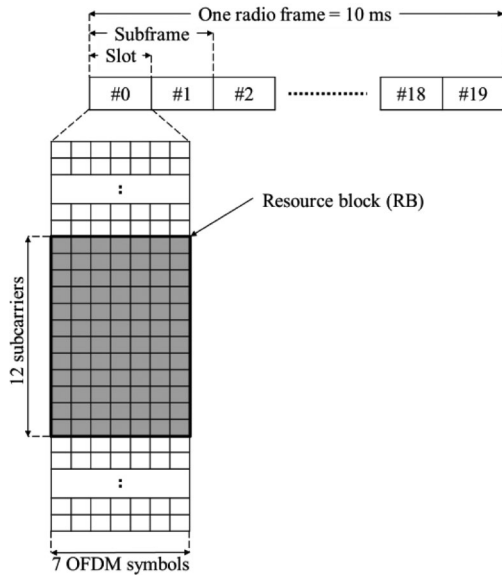 One radio frame = 10 ms
Subframe
Slot
#0 #1 #2 #18 #19
:
Resource block (RB)
12 subcarriers
:
7 OFDM symbols